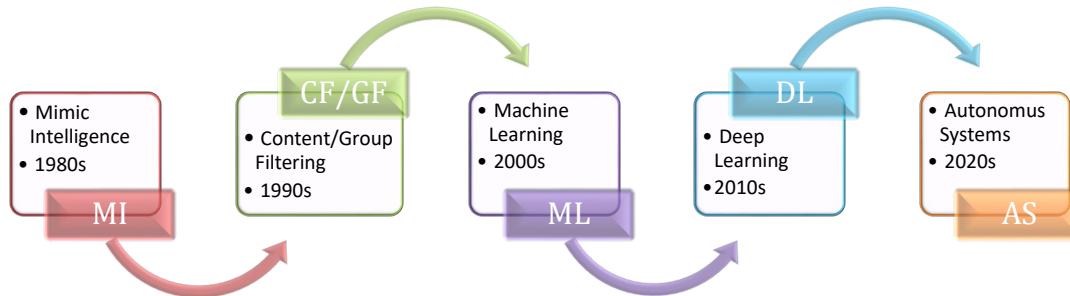 • Mimic
Intelligence
• 1980s
MI
CF/GF
• Content/Group
Filtering
• 1990s
• Machine
Learning
• 2000s
ML
DL
• Deep
Learning
•2010s
• Autonomus
Systems
• 2020s
AS